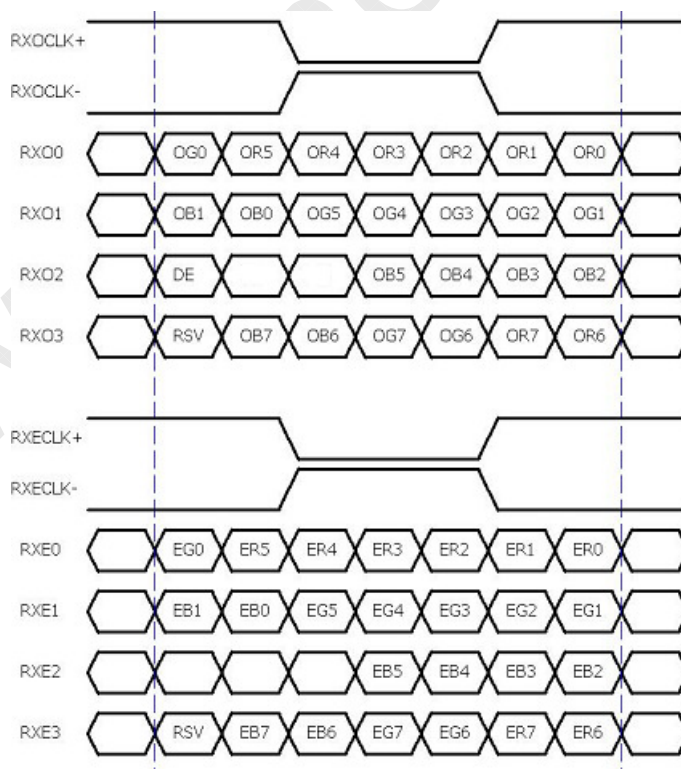 RXOCLK+
RXOCLK-
RXO0 OG0 OR5 OR4 OR3 OR2 OR1 OR0
RXO1 OB1 OB0 OG5 OG4 OG3 OG2 OG1
RXO2 DE OB5 OB4 OB3 OB2
RXO3 RSV OB7 OB6 OG7 OG6 OR7 OR6
RXECLK+
RXECLK-
RXE0 EG0 ER5 ER4 ER3 ER2 ER1 ER0
RXE1 EB1 EB0 EG5 EG4 EG3 EG2 EG1
RXE2 EB5 EB4 EB3 EB2
RXE3 RSV EB7 EB6 EG7 EG6 ER7 ER6